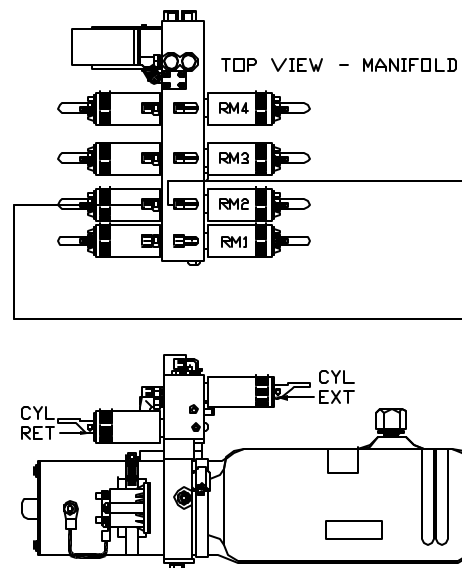 TOP VIEW - MANIFOLD
RM4
RM3
RM2
RM1
CYL
EXT
CYL
RET